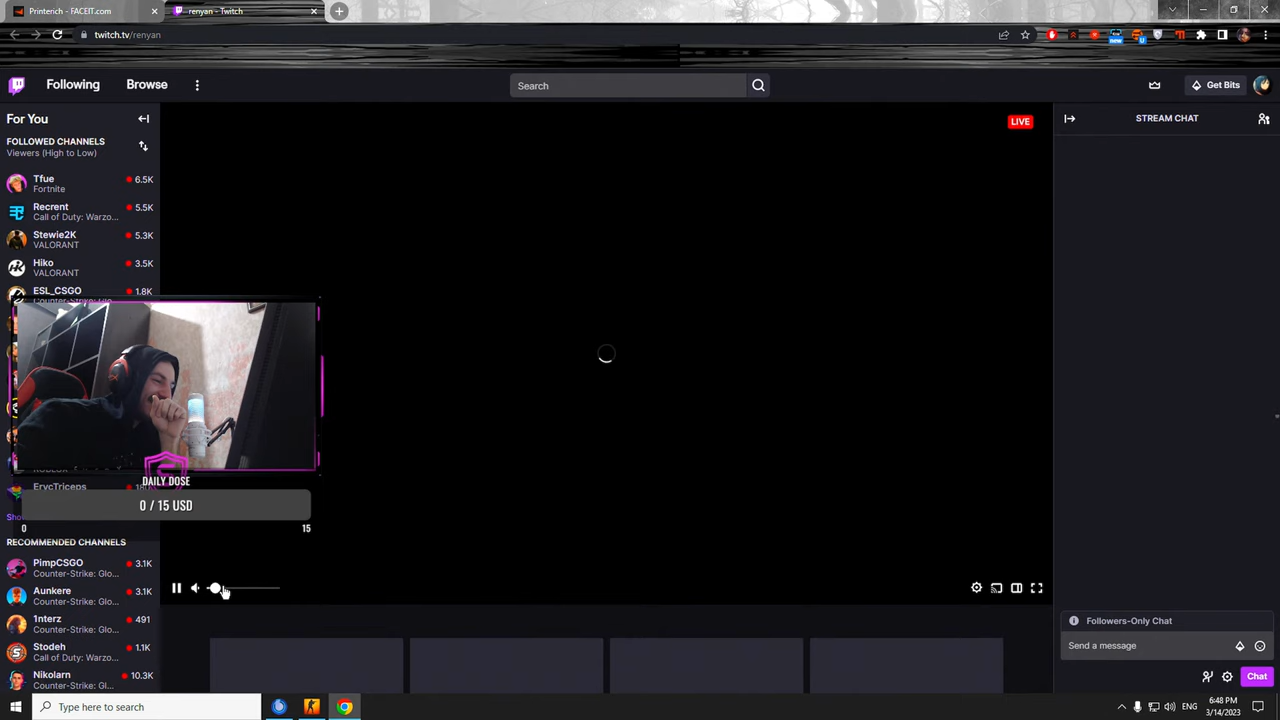 Printerich - FACEIT.com
renyan - Twitch
twitch.tv/renyan
new
Following
Browse
Search
Get Bits
For You
FOLLOWED CHANNELS
Viewers (High to Low)
Tfue
6.5K
Fortnite
Recrent
5.5K
Call of Duty: Warzo...
Stewie2K
5.3K
VALORANT
Hiko
3.5K
VALORANT
ESL_CSGO
1.8K
LIVE
STREAM CHAT
DAILY DOSE
0 / 15 USD
0
15
ErycTriceps
RECOMMENDED CHANNELS
PimpCSGO
3.1K
Counter-Strike: Glo...
Aunkere
3.1K
Counter-Strike: Glo...
1nterz
491
Counter-Strike: Glo...
Stodeh
1.1K
Call of Duty: Warzo...
Nikolarn
10.3K
Counter-Strike: Glo...
Followers-Only Chat
Send a message
Chat
Type here to search
ENG
6:48 PM
3/14/2023